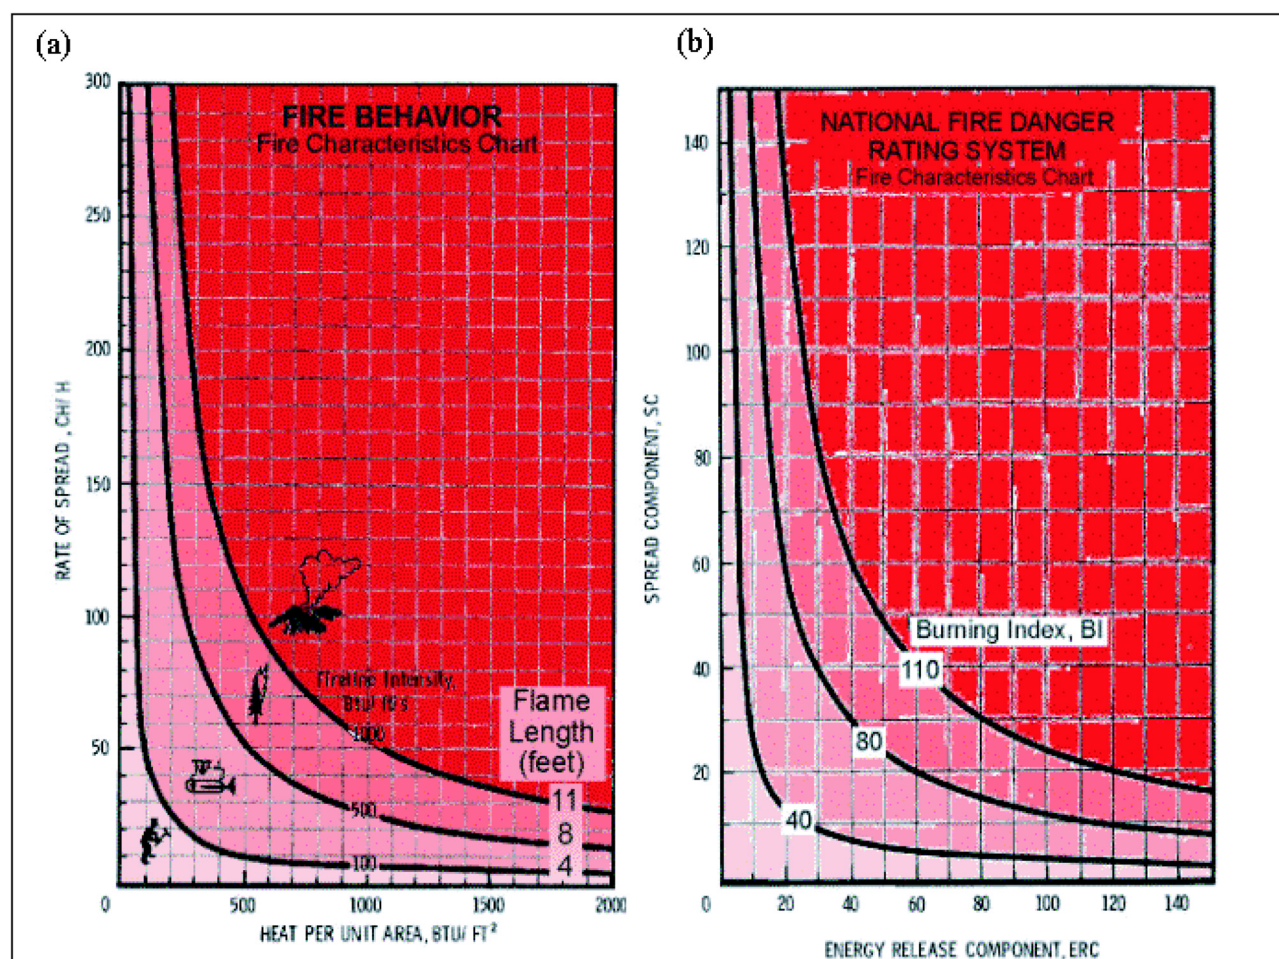 (a)
FIRE BEHAVIOR
Fire Characteristics Chart
300
250
200
150
100
50
0
RATE OF SPREAD, CH/ H
Fireline Intensity,
Btu/ ft/s
1000
500
100
Flame
Length
(feet)
11
8
4
500
1000
1500
2000
HEAT PER UNIT AREA, BTU/ FT²
(b)
NATIONAL FIRE DANGER
RATING SYSTEM
Fire Characteristics Chart
140
120
100
80
60
40
20
0
SPREAD COMPONENT, SC
Burning Index, BI
110
80
40
20
40
60
80
100
120
140
ENERGY RELEASE COMPONENT, ERC